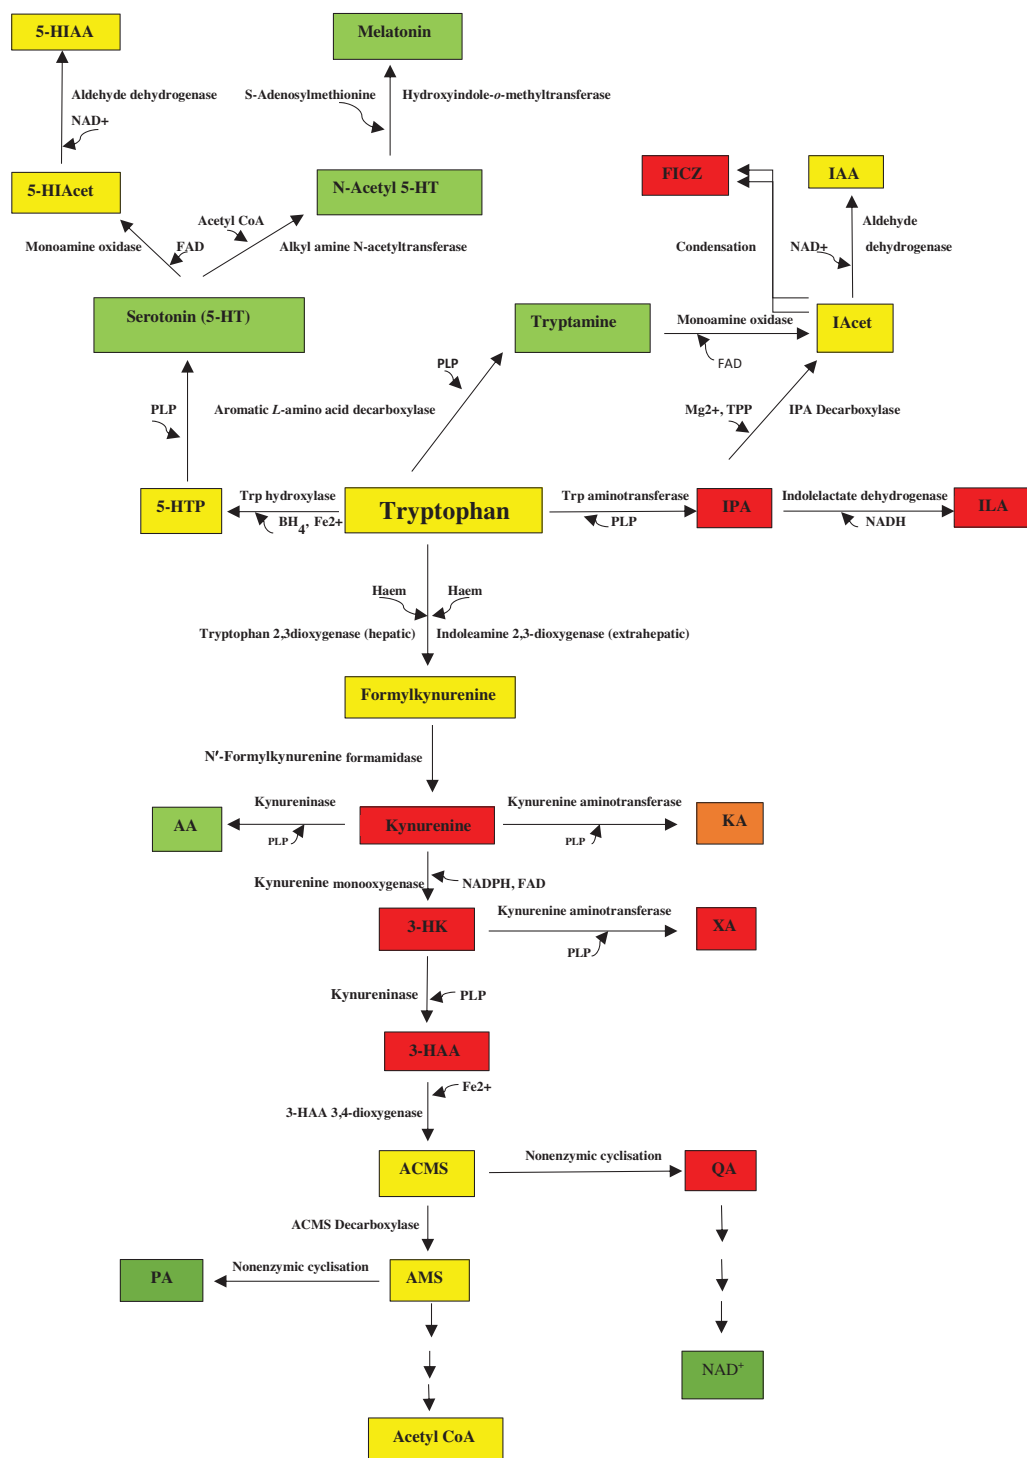 5-HIAA
Melatonin
Aldehyde dehydrogenase
S-Adenosylmethionine
Hydroxyindole-o-methyltransferase
NAD+
5-HIAcet
N-Acetyl 5-HT
FICZ
IAA
Acetyl CoA
Aldehyde
dehydrogenase
Monoamine oxidase
FAD
Alkyl amine N-acetyltransferase
Condensation
NAD+
Serotonin (5-HT)
Tryptamine
Monoamine oxidase
IAcet
FAD
PLP
PLP
Aromatic L-amino acid decarboxylase
Mg2+, TPP
IPA Decarboxylase
5-HTP
Trp hydroxylase
BH4, Fe2+
Tryptophan
Trp aminotransferase
PLP
IPA
Indolelactate dehydrogenase
NADH
ILA
Haem
Haem
Tryptophan 2,3dioxygenase (hepatic)
Indoleamine 2,3-dioxygenase (extrahepatic)
Formylkynurenine
N′-Formylkynurenine formamidase
AA
Kynureninase
PLP
Kynurenine
Kynurenine aminotransferase
PLP
KA
Kynurenine monooxygenase
NADPH, FAD
3-HK
Kynurenine aminotransferase
PLP
XA
Kynureninase
PLP
3-HAA
Fe2+
3-HAA 3,4-dioxygenase
ACMS
Nonenzymic cyclisation
QA
ACMS Decarboxylase
PA
Nonenzymic cyclisation
AMS
NAD⁺
Acetyl CoA